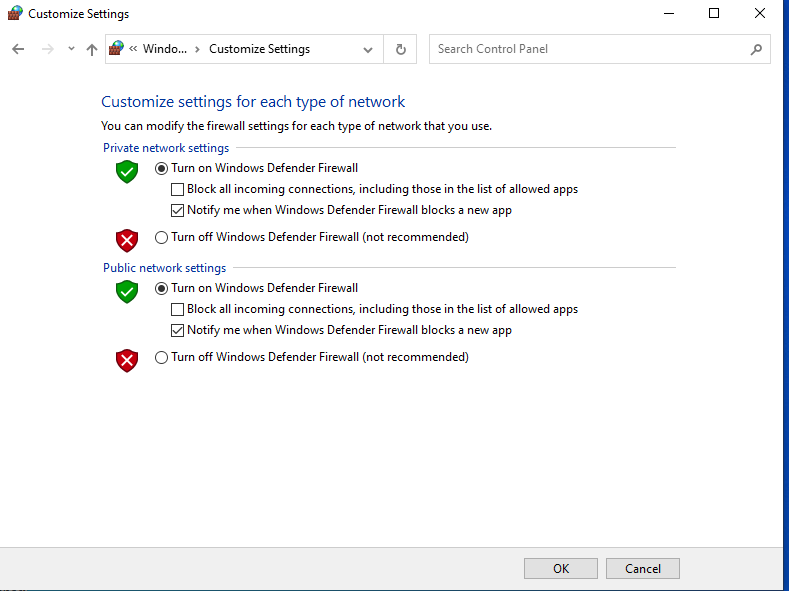 Customize Settings
« Windo... › Customize Settings
Search Control Panel
Customize settings for each type of network
You can modify the firewall settings for each type of network that you use.
Private network settings
Turn on Windows Defender Firewall
Block all incoming connections, including those in the list of allowed apps
Notify me when Windows Defender Firewall blocks a new app
Turn off Windows Defender Firewall (not recommended)
Public network settings
Turn on Windows Defender Firewall
Block all incoming connections, including those in the list of allowed apps
Notify me when Windows Defender Firewall blocks a new app
Turn off Windows Defender Firewall (not recommended)
OK
Cancel